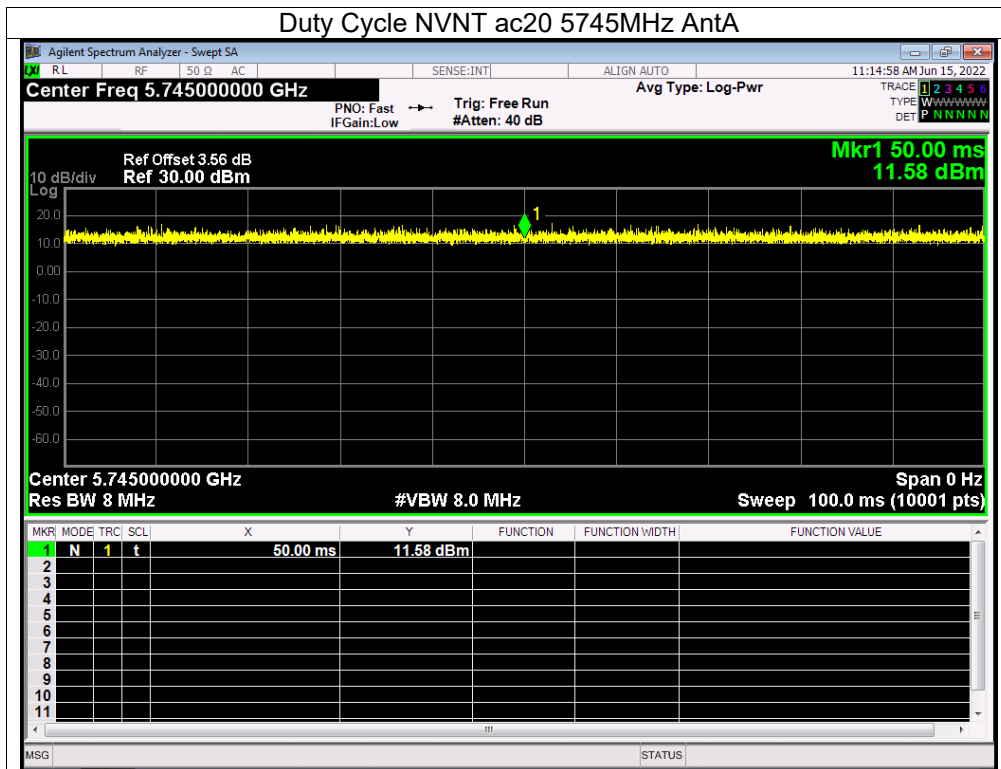 Duty Cycle NVNT ac20 5745MHz AntA
Agilent Spectrum Analyzer - Swept SA
LXI RL RF 50 Ω AC SENSE:INT ALIGN AUTO 11:14:58 AM Jun 15, 2022
Center Freq 5.745000000 GHz Avg Type: Log-Pwr TRACE 1 2 3 4 5 6
PNO: Fast Trig: Free Run TYPE WWWWWW
IFGain:Low #Atten: 40 dB DET P N N N N N
Mkr1 50.00 ms
Ref Offset 3.56 dB
10 dB/div Ref 30.00 dBm 11.58 dBm
Log
20.0
1
10.0
0.00
-10.0
-20.0
-30.0
-40.0
-50.0
-60.0
Center 5.745000000 GHz Span 0 Hz
Res BW 8 MHz #VBW 8.0 MHz Sweep 100.0 ms (10001 pts)
MKR MODE TRC SCL X Y FUNCTION FUNCTION WIDTH FUNCTION VALUE
1 N 1 t 50.00 ms 11.58 dBm
2
3
4
5
6
7
8
9
10
11
MSG STATUS